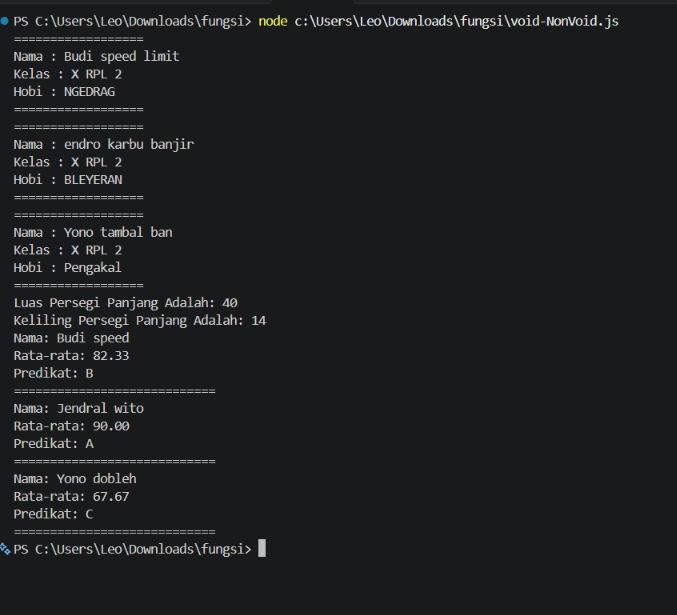 PS C:\Users\Leo\Downloads\fungsi> node c:\Users\Leo\Downloads\fungsi\void-NonVoid.js
==================
Nama : Budi speed limit
Kelas : X RPL 2
Hobi : NGEDRAG
==================
==================
Nama : endro karbu banjir
Kelas : X RPL 2
Hobi : BLEYERAN
==================
==================
Nama : Yono tambal ban
Kelas : X RPL 2
Hobi : Pengakal
==================
Luas Persegi Panjang Adalah: 40
Keliling Persegi Panjang Adalah: 14
Nama: Budi speed
Rata-rata: 82.33
Predikat: B
============================
Nama: Jendral wito
Rata-rata: 90.00
Predikat: A
============================
Nama: Yono dobleh
Rata-rata: 67.67
Predikat: C
============================
PS C:\Users\Leo\Downloads\fungsi>